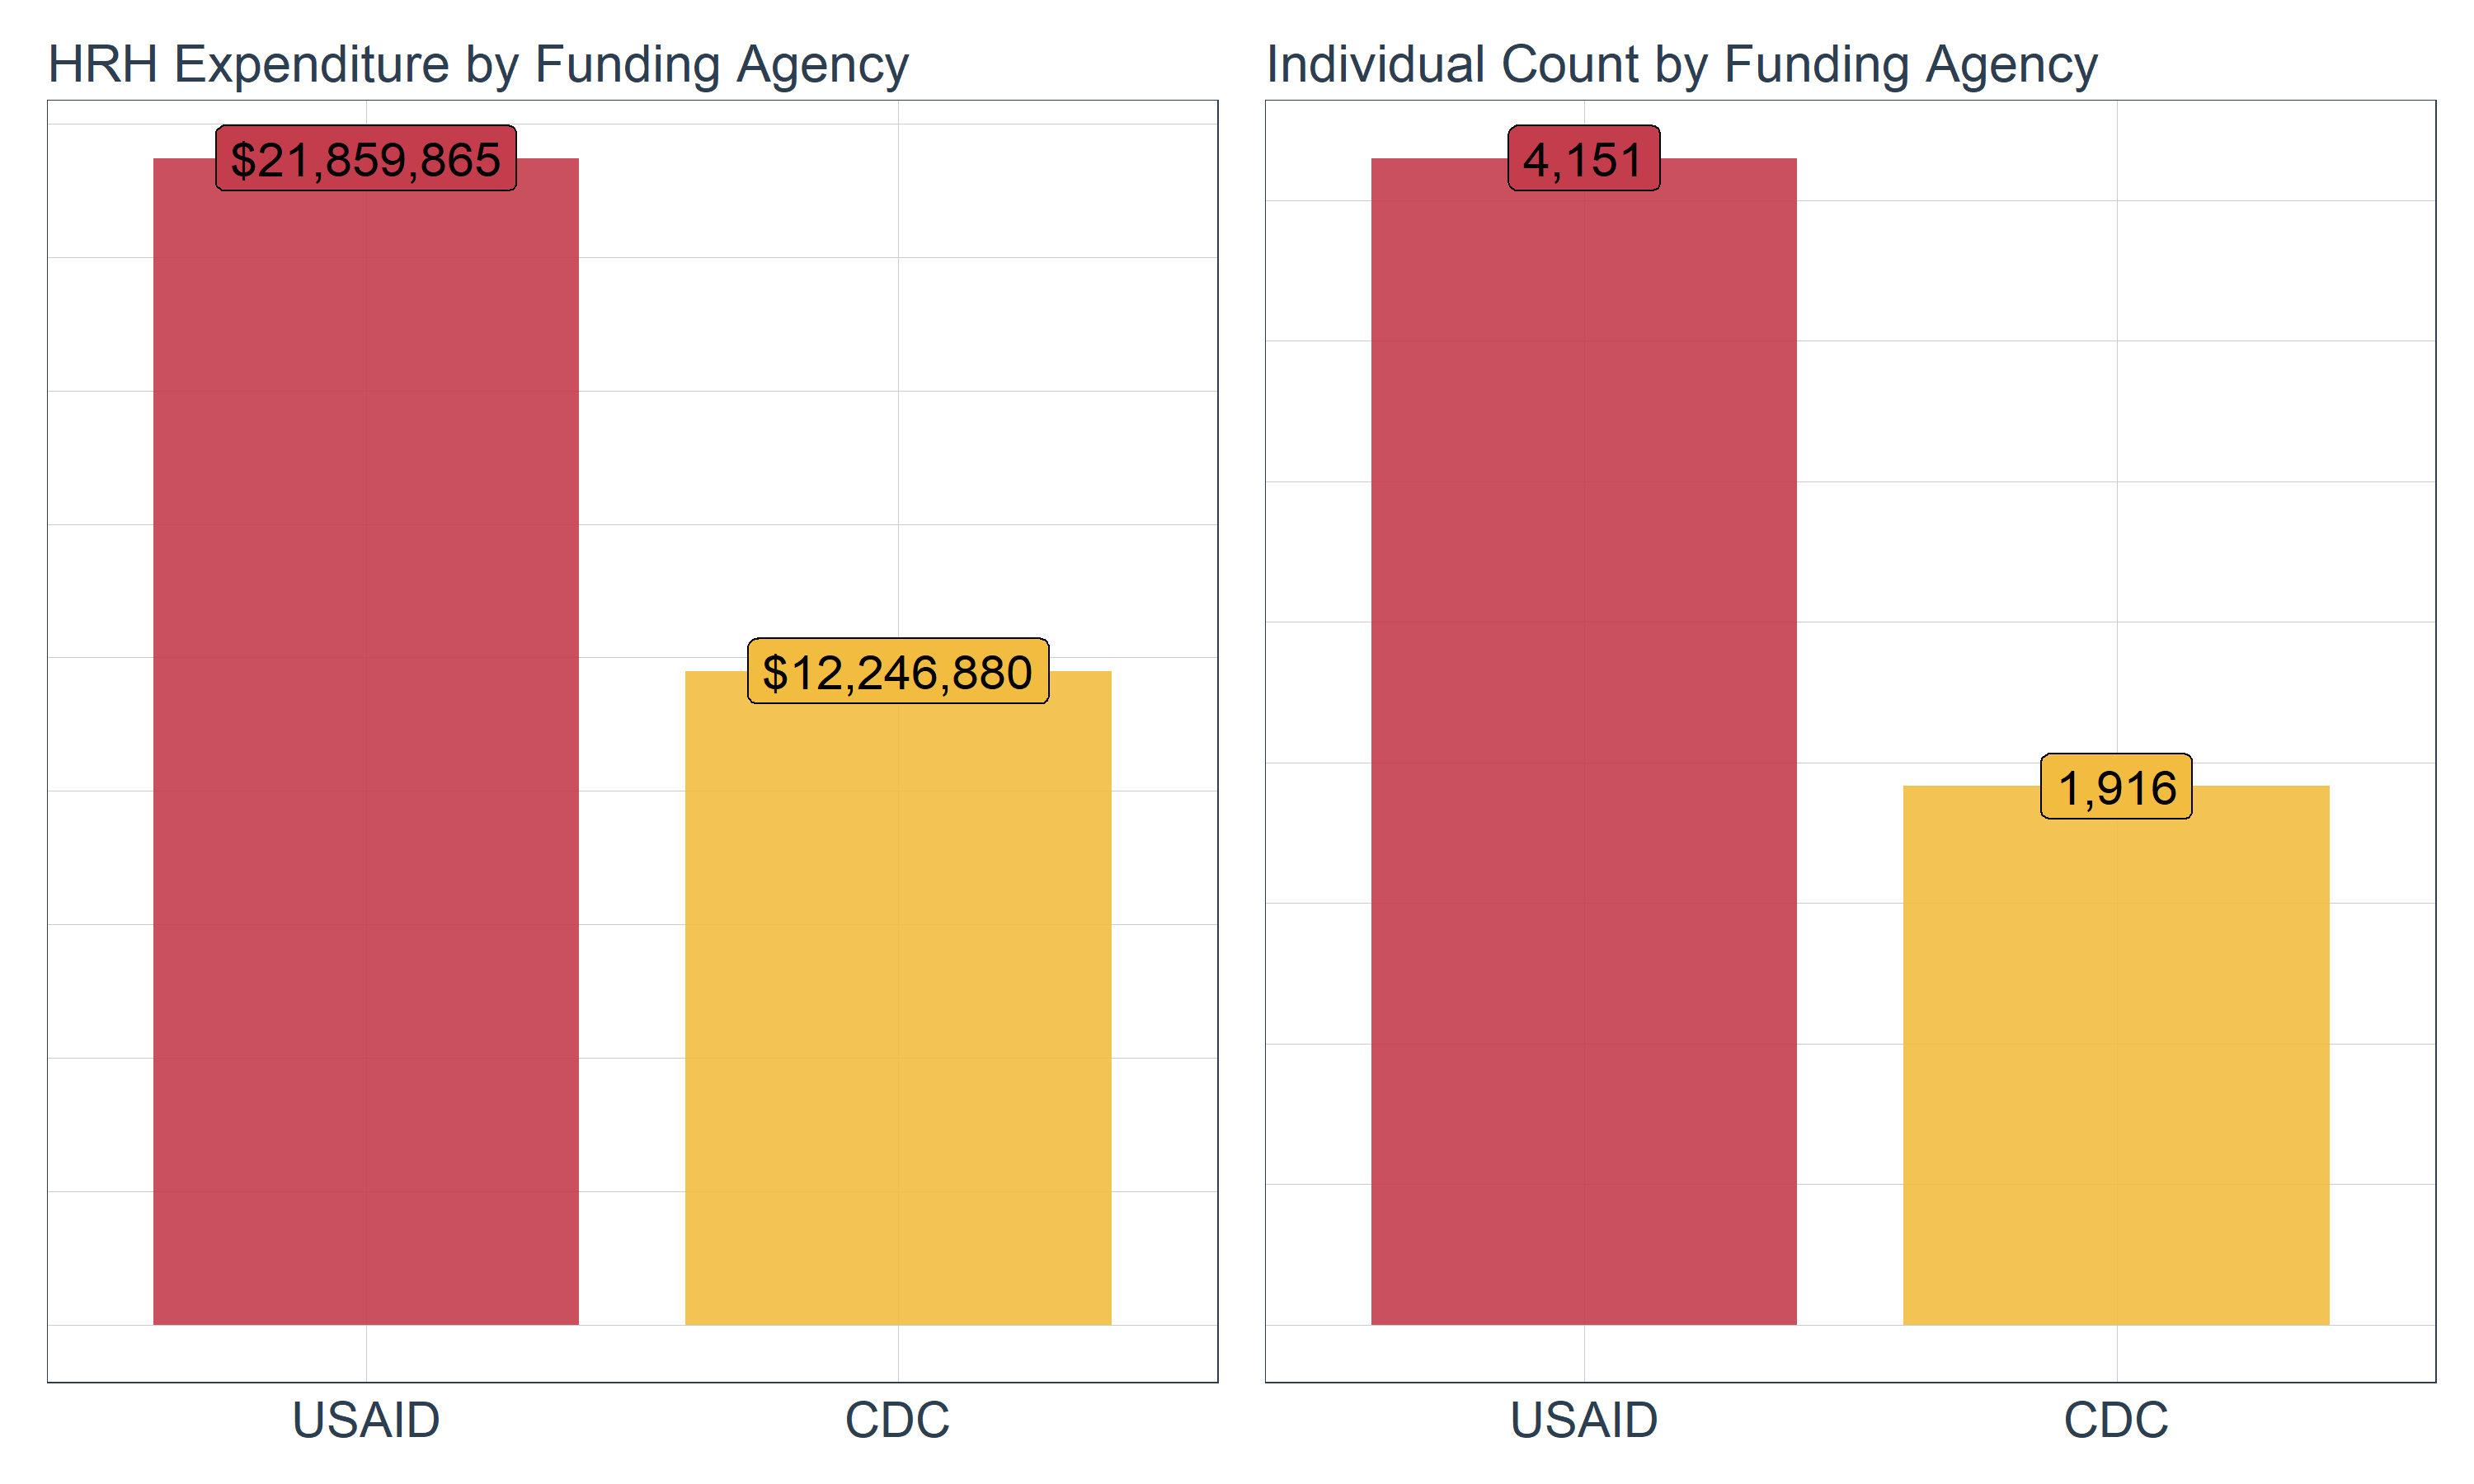 HRH Expenditure by Funding Agency
$21,859,865
$12,246,880
USAID
CDC
Individual Count by Funding Agency
4,151
1,916
USAID
CDC